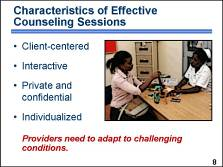 Characteristics of Effective
Counseling Sessions
• Client-centered
• Interactive
• Private and
confidential
• Individualized
Providers need to adapt to challenging
conditions.
8